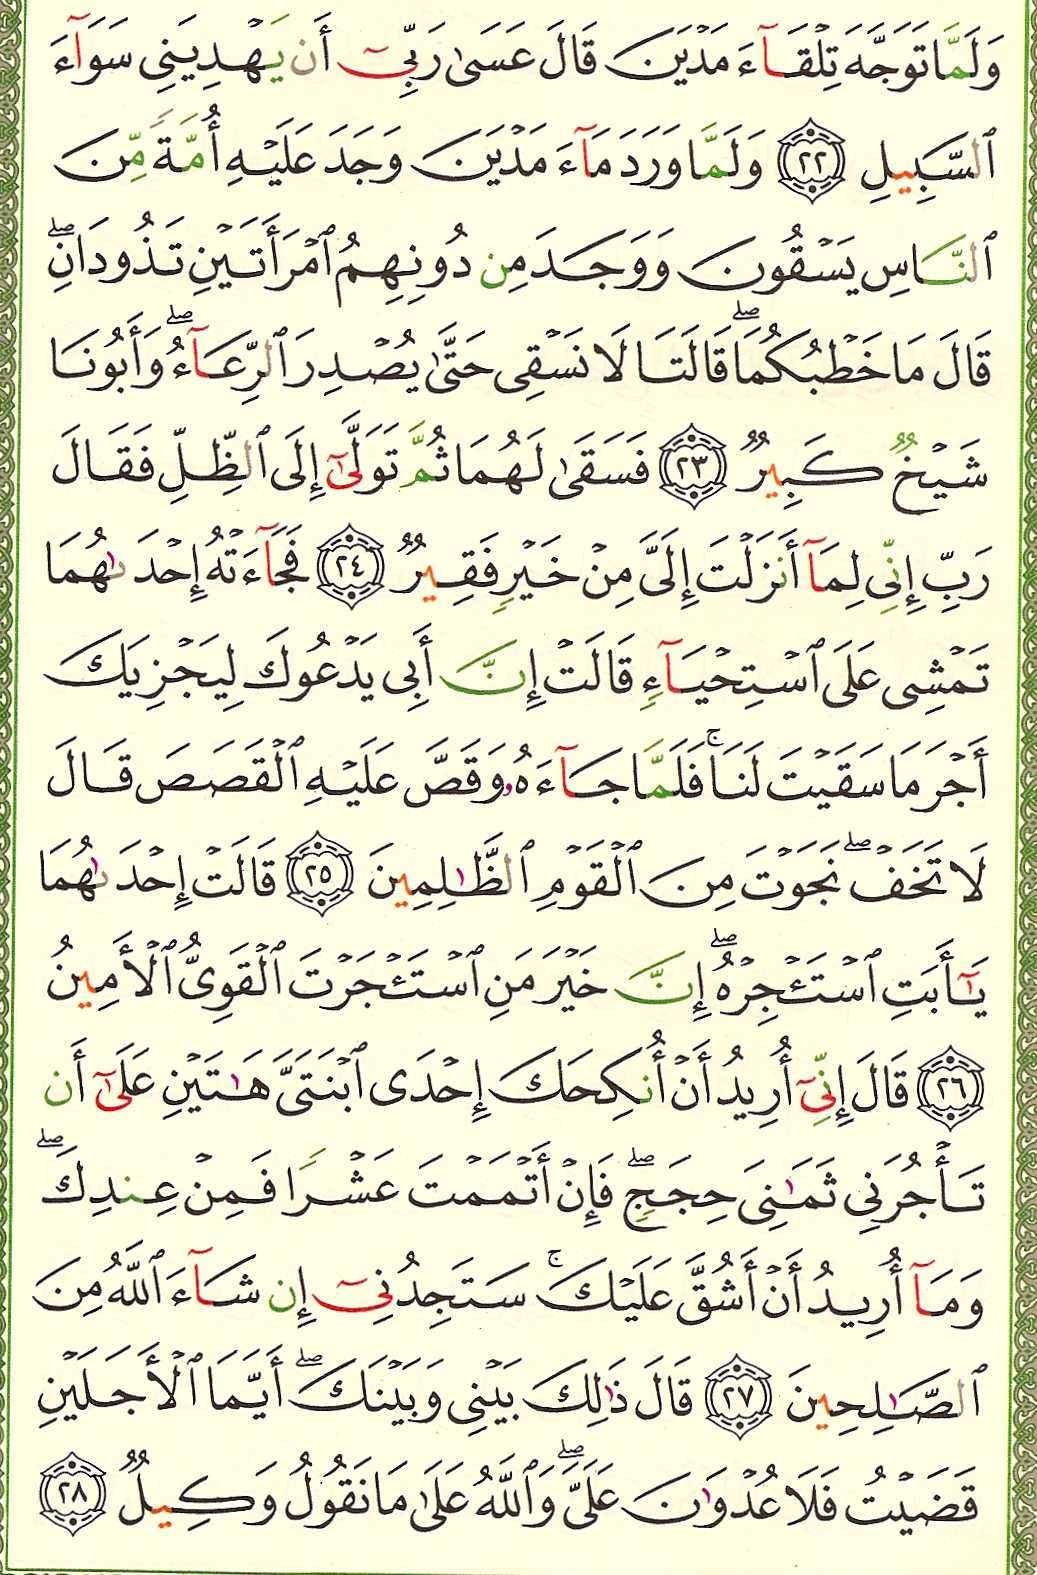 وَلَمَّا تَوَجَّهَ تِلْقَآءَ مَدْيَنَ قَالَ عَسَىٰ رَبِّىٓ أَن يَهْدِيَنِى سَوَآءَ
ٱلسَّبِيلِ ٢٢ وَلَمَّا وَرَدَ مَآءَ مَدْيَنَ وَجَدَ عَلَيْهِ أُمَّةً مِّنَ
ٱلنَّاسِ يَسْقُونَ وَوَجَدَ مِن دُونِهِمُ ٱمْرَأَتَيْنِ تَذُودَانِۖ
قَالَ مَا خَطْبُكُمَاۖ قَالَتَا لَا نَسْقِى حَتَّىٰ يُصْدِرَ ٱلرِّعَآءُۖ وَأَبُونَا
شَيْخٌ كَبِيرٌ ٢٣ فَسَقَىٰ لَهُمَا ثُمَّ تَوَلَّىٰٓ إِلَى ٱلظِّلِّ فَقَالَ
رَبِّ إِنِّى لِمَآ أَنزَلْتَ إِلَىَّ مِنْ خَيْرٍ فَقِيرٌ ٢٤ فَجَآءَتْهُ إِحْدَىٰهُمَا
تَمْشِى عَلَى ٱسْتِحْيَآءٍ قَالَتْ إِنَّ أَبِى يَدْعُوكَ لِيَجْزِيَكَ
أَجْرَ مَا سَقَيْتَ لَنَاۚ فَلَمَّا جَآءَهُۥ وَقَصَّ عَلَيْهِ ٱلْقَصَصَ قَالَ
لَا تَخَفْۖ نَجَوْتَ مِنَ ٱلْقَوْمِ ٱلظَّٰلِمِينَ ٢٥ قَالَتْ إِحْدَىٰهُمَا
يَٰٓأَبَتِ ٱسْتَـْٔجِرْهُۖ إِنَّ خَيْرَ مَنِ ٱسْتَـْٔجَرْتَ ٱلْقَوِىُّ ٱلْأَمِينُ
٢٦ قَالَ إِنِّىٓ أُرِيدُ أَنْ أُنكِحَكَ إِحْدَى ٱبْنَتَىَّ هَٰتَيْنِ عَلَىٰٓ أَن
تَأْجُرَنِى ثَمَٰنِىَ حِجَجٍۖ فَإِنْ أَتْمَمْتَ عَشْرًا فَمِنْ عِندِكَۖ
وَمَآ أُرِيدُ أَنْ أَشُقَّ عَلَيْكَۚ سَتَجِدُنِىٓ إِن شَآءَ ٱللَّهُ مِنَ
ٱلصَّٰلِحِينَ ٢٧ قَالَ ذَٰلِكَ بَيْنِى وَبَيْنَكَۖ أَيَّمَا ٱلْأَجَلَيْنِ
قَضَيْتُ فَلَا عُدْوَٰنَ عَلَىَّۖ وَٱللَّهُ عَلَىٰ مَا نَقُولُ وَكِيلٌ ٢٨